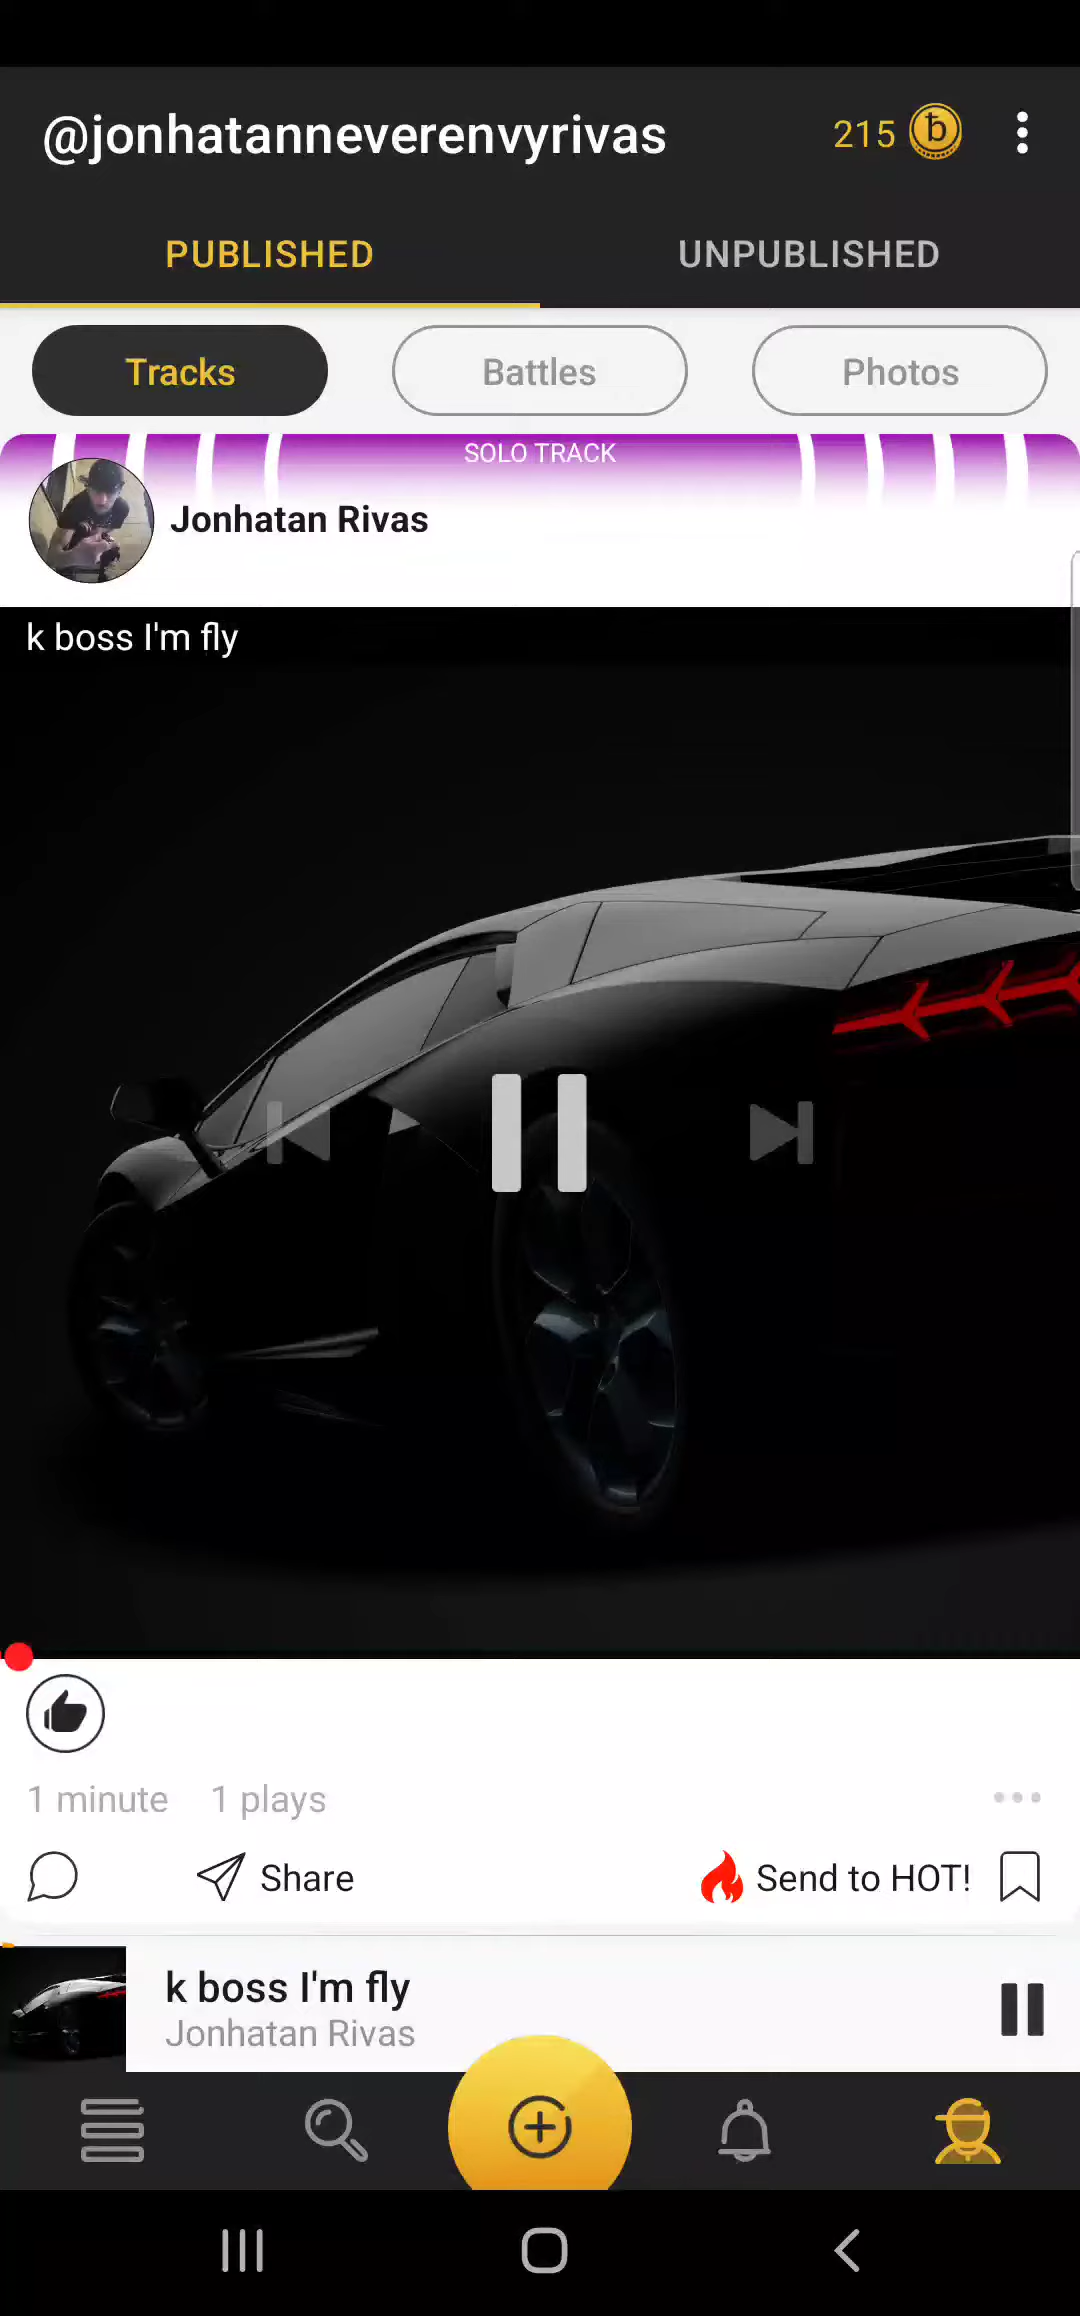 @jonhatanneverenvyrivas 215
PUBLISHED UNPUBLISHED
Tracks Battles Photos
SOLO TRACK
Jonhatan Rivas
k boss I'm fly
1 minute 1 plays
Share Send to HOT!
k boss I'm fly
Jonhatan Rivas